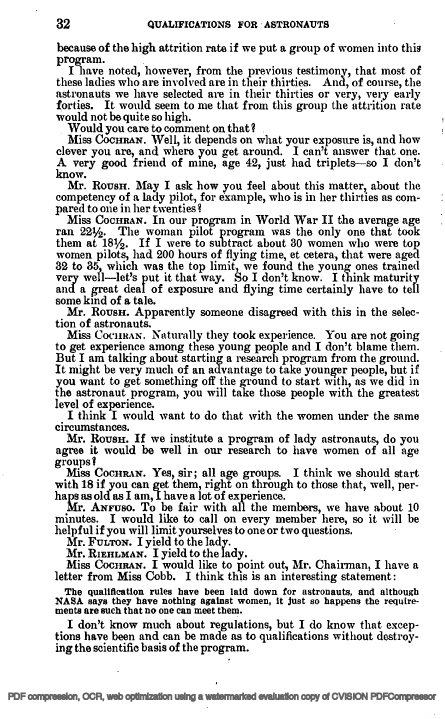 32 QUALIFICATIONS FOR ASTRONAUTS
because of the high attrition rate if we put a group of women into this
program.
I have noted, however, from the previous testimony, that most of
these ladies who are involved are in their thirties. And, of course, the
astronauts we have selected are in their thirties or very, very early
forties. It would seem to me that from this group the attrition rate
would not be quite so high.
Would you care to comment on that?
Miss COCHRAN. Well, it depends on what your exposure is, and how
clever you are, and where you get around. I can't answer that one.
A very good friend of mine, age 42, just had triplets—so I don't
know.
Mr. ROUSH. May I ask how you feel about this matter, about the
competency of a lady pilot, for example, who is in her thirties as com-
pared to one in her twenties?
Miss COCHRAN. In our program in World War II the average age
ran 22½. The woman pilot program was the only one that took
them at 18½. If I were to subtract about 30 women who were top
women pilots, had 200 hours of flying time, et cetera, that were aged
32 to 35, which was the top limit, we found the young ones trained
very well—let's put it that way. So I don't know. I think maturity
and a great deal of exposure and flying time certainly have to tell
some kind of a tale.
Mr. ROUSH. Apparently someone disagreed with this in the selec-
tion of astronauts.
Miss COCHRAN. Naturally they took experience. You are not going
to get experience among these young people and I don't blame them.
But I am talking about starting a research program from the ground.
It might be very much of an advantage to take younger people, but if
you want to get something off the ground to start with, as we did in
the astronaut program, you will take those people with the greatest
level of experience.
I think I would want to do that with the women under the same
circumstances.
Mr. ROUSH. If we institute a program of lady astronauts, do you
agree it would be well in our research to have women of all age
groups?
Miss COCHRAN. Yes, sir; all age groups. I think we should start
with 18 if you can get them, right on through to those that, well, per-
haps as old as I am, I have a lot of experience.
Mr. ANFUSO. To be fair with all the members, we have about 10
minutes. I would like to call on every member here, so it will be
helpful if you will limit yourselves to one or two questions.
Mr. FULTON. I yield to the lady.
Mr. RIEHLMAN. I yield to the lady.
Miss COCHRAN. I would like to point out, Mr. Chairman, I have a
letter from Miss Cobb. I think this is an interesting statement:
The qualification rules have been laid down for astronauts, and although
NASA says they have nothing against women, it just so happens the require-
ments are such that no one can meet them.
I don't know much about regulations, but I do know that excep-
tions have been and can be made as to qualifications without destroy-
ing the scientific basis of the program.
PDF compression, OCR, web optimization using a watermarked evaluation copy of CVISION PDFCompressor